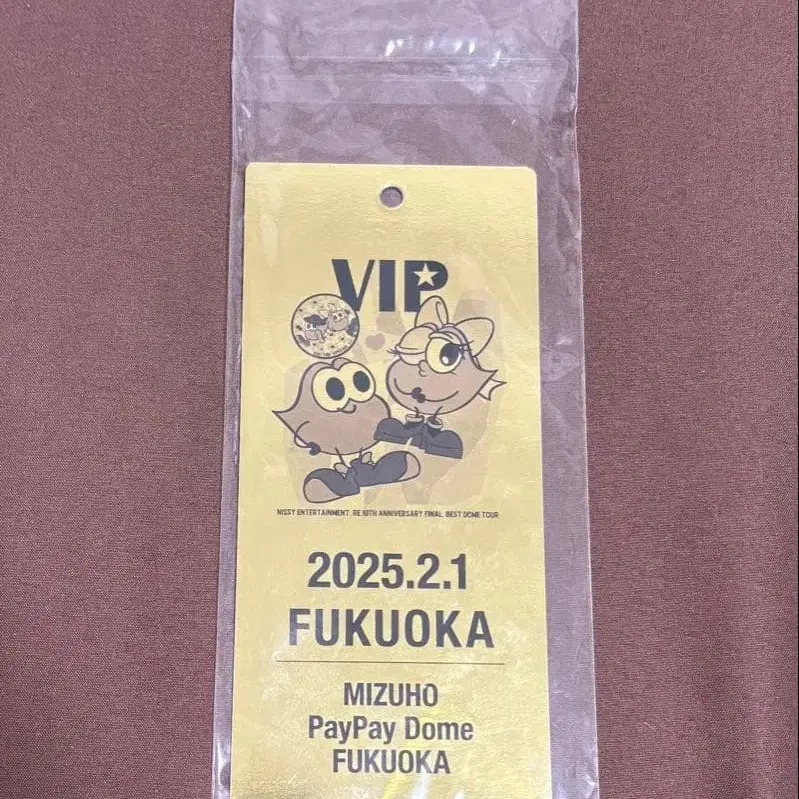 VIP
NISSY ENTERTAINMENT. RE:10TH ANNIVERSARY FINAL. BEST DOME TOUR
2025.2.1
FUKUOKA
MIZUHO
PayPay Dome
FUKUOKA